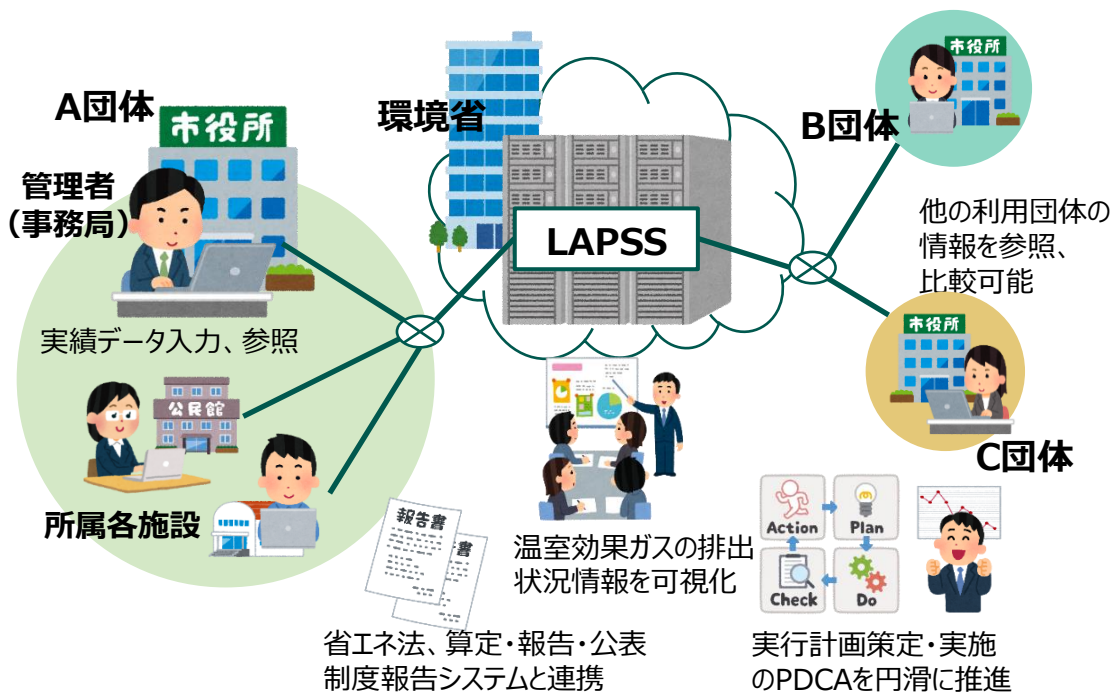 A団体
市役所
管理者
（事務局）
実績データ入力、参照
公民館
所属各施設
環境省
LAPSS
B団体
市役所
他の利用団体の
情報を参照、
比較可能
市役所
C団体
報告書
書
省エネ法、算定・報告・公表
制度報告システムと連携
温室効果ガスの排出
状況情報を可視化
Action
Plan
Check
Do
実行計画策定・実施
のPDCAを円滑に推進